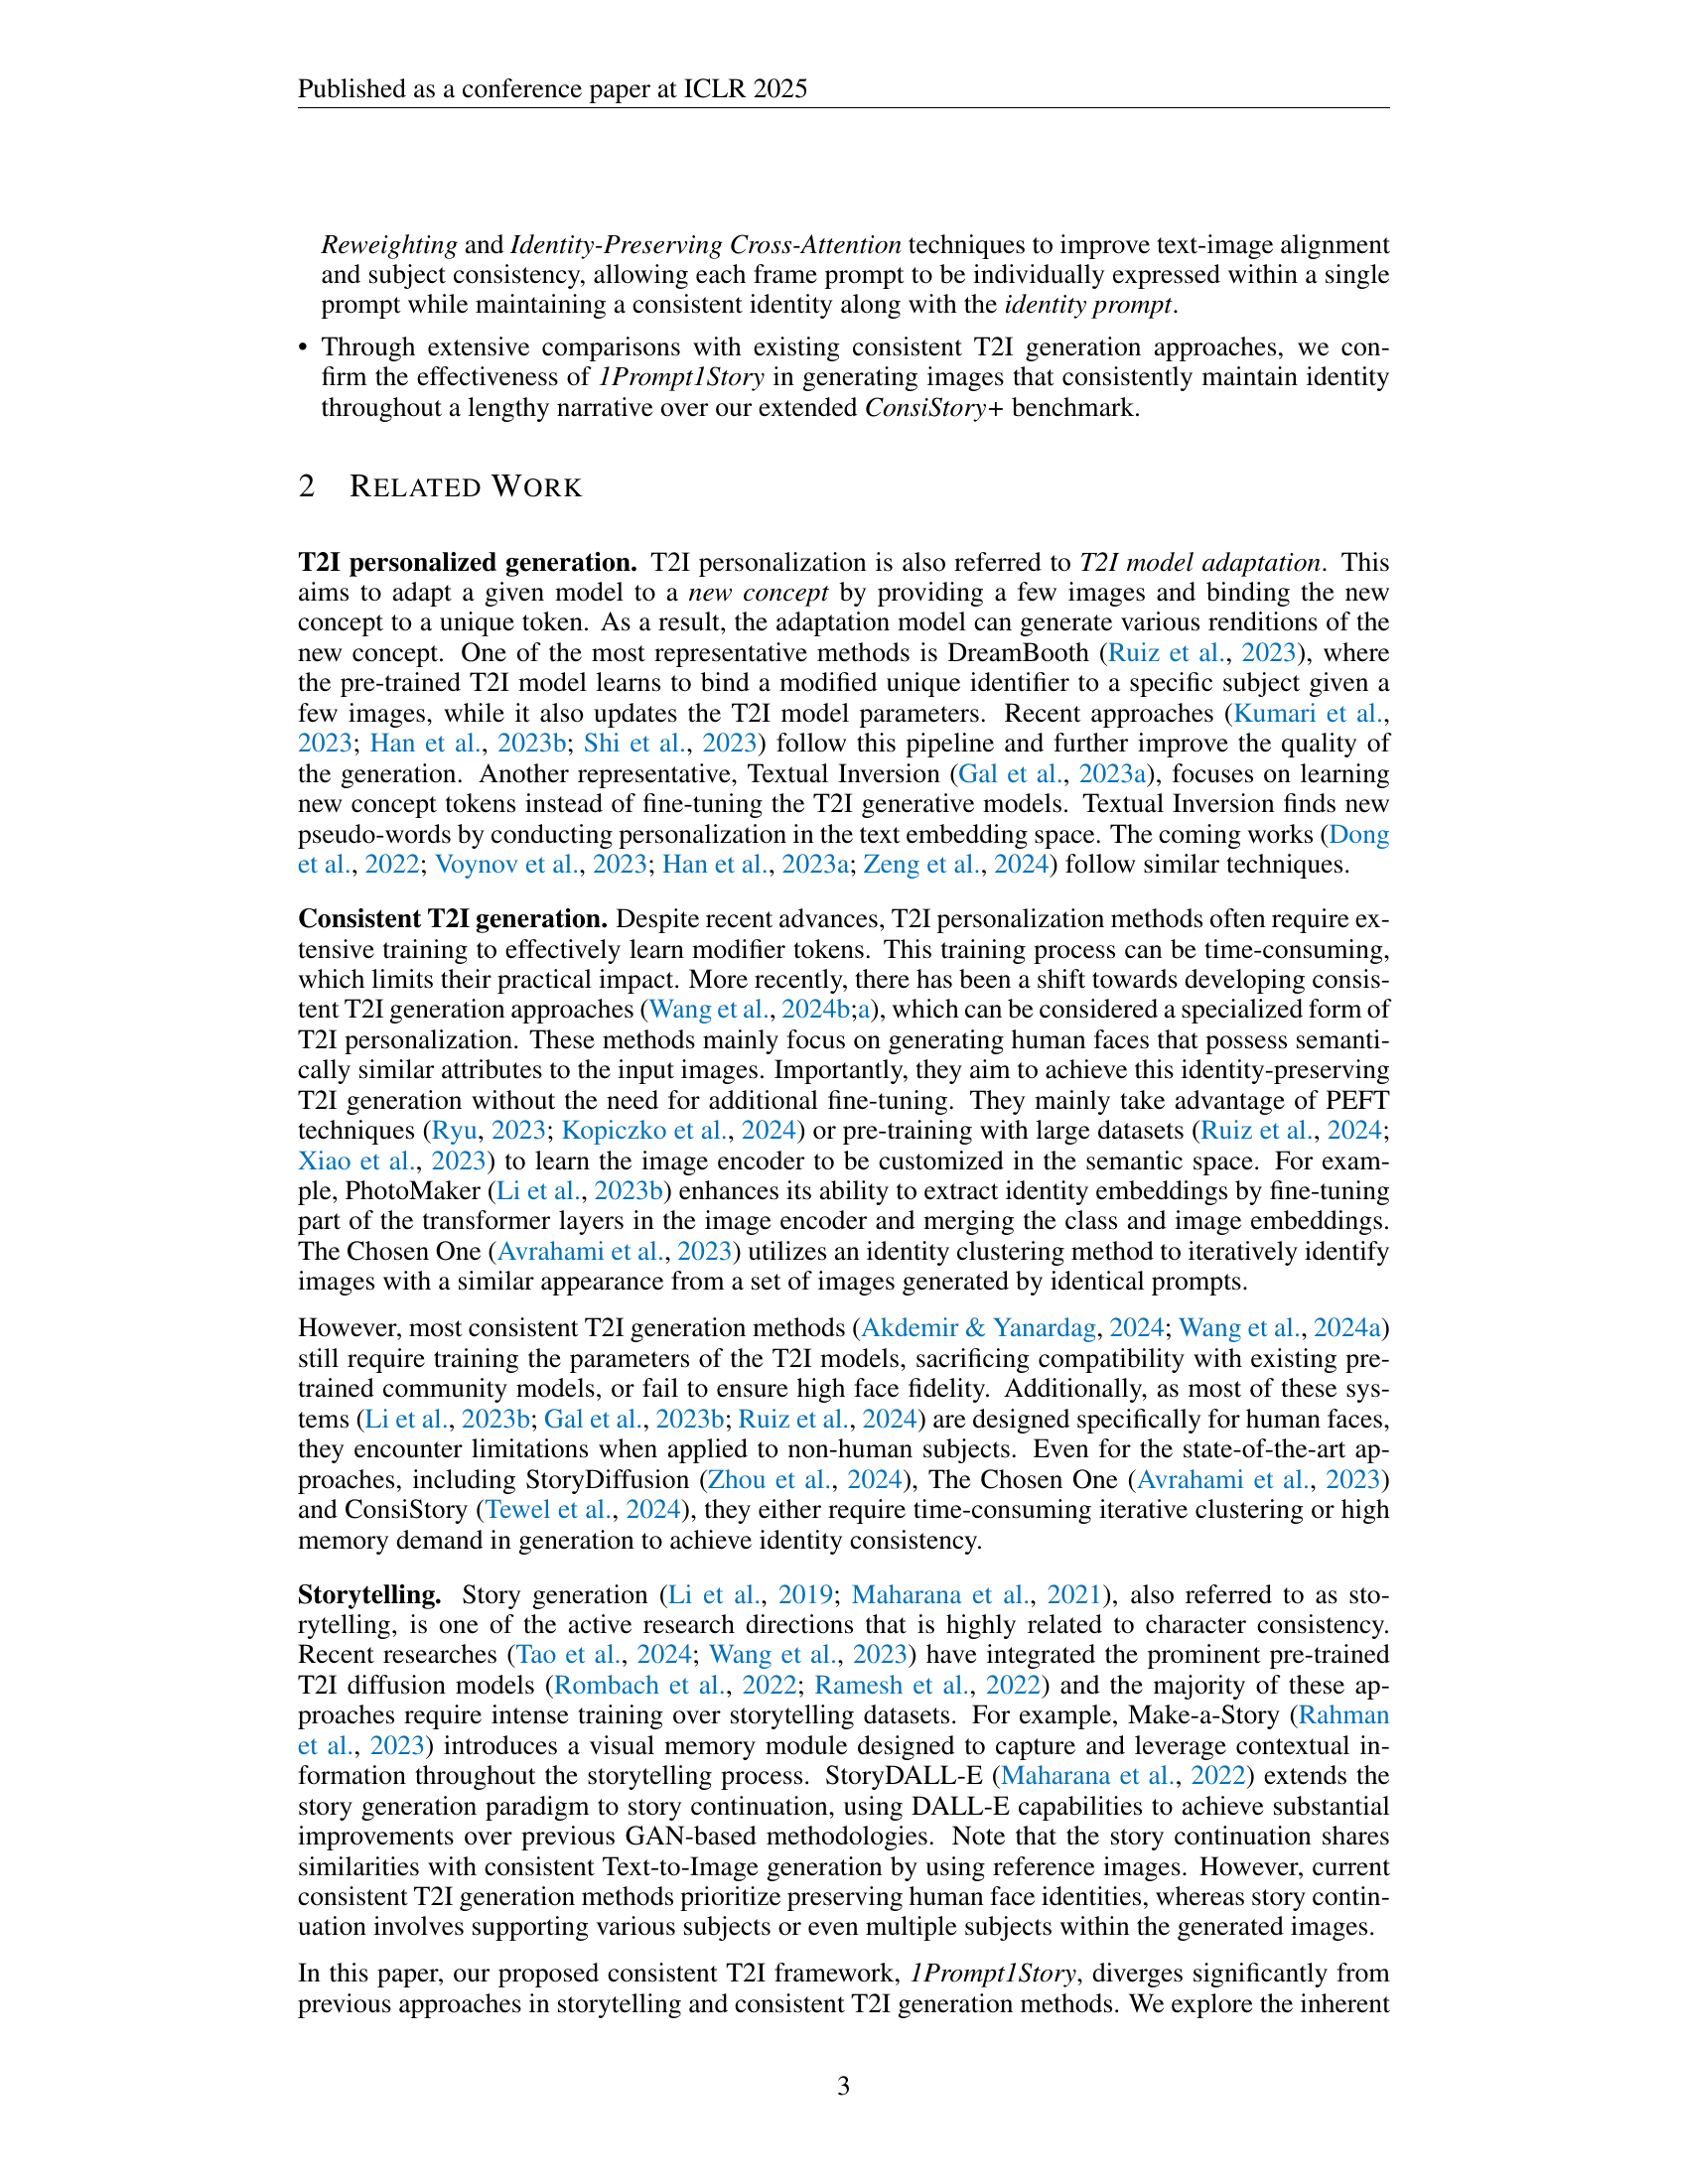 Published as a conference paper at ICLR 2025
Reweighting and Identity-Preserving Cross-Attention techniques to improve text-image alignment
and subject consistency, allowing each frame prompt to be individually expressed within a single
prompt while maintaining a consistent identity along with the identity prompt.
• Through extensive comparisons with existing consistent T2I generation approaches, we con-
firm the effectiveness of 1Prompt1Story in generating images that consistently maintain identity
throughout a lengthy narrative over our extended ConsiStory+ benchmark.
2 RELATED WORK
T2I personalized generation. T2I personalization is also referred to T2I model adaptation. This
aims to adapt a given model to a new concept by providing a few images and binding the new
concept to a unique token. As a result, the adaptation model can generate various renditions of the
new concept. One of the most representative methods is DreamBooth (Ruiz et al., 2023), where
the pre-trained T2I model learns to bind a modified unique identifier to a specific subject given a
few images, while it also updates the T2I model parameters. Recent approaches (Kumari et al.,
2023; Han et al., 2023b; Shi et al., 2023) follow this pipeline and further improve the quality of
the generation. Another representative, Textual Inversion (Gal et al., 2023a), focuses on learning
new concept tokens instead of fine-tuning the T2I generative models. Textual Inversion finds new
pseudo-words by conducting personalization in the text embedding space. The coming works (Dong
et al., 2022; Voynov et al., 2023; Han et al., 2023a; Zeng et al., 2024) follow similar techniques.
Consistent T2I generation. Despite recent advances, T2I personalization methods often require ex-
tensive training to effectively learn modifier tokens. This training process can be time-consuming,
which limits their practical impact. More recently, there has been a shift towards developing consis-
tent T2I generation approaches (Wang et al., 2024b;a), which can be considered a specialized form of
T2I personalization. These methods mainly focus on generating human faces that possess semanti-
cally similar attributes to the input images. Importantly, they aim to achieve this identity-preserving
T2I generation without the need for additional fine-tuning. They mainly take advantage of PEFT
techniques (Ryu, 2023; Kopiczko et al., 2024) or pre-training with large datasets (Ruiz et al., 2024;
Xiao et al., 2023) to learn the image encoder to be customized in the semantic space. For exam-
ple, PhotoMaker (Li et al., 2023b) enhances its ability to extract identity embeddings by fine-tuning
part of the transformer layers in the image encoder and merging the class and image embeddings.
The Chosen One (Avrahami et al., 2023) utilizes an identity clustering method to iteratively identify
images with a similar appearance from a set of images generated by identical prompts.
However, most consistent T2I generation methods (Akdemir & Yanardag, 2024; Wang et al., 2024a)
still require training the parameters of the T2I models, sacrificing compatibility with existing pre-
trained community models, or fail to ensure high face fidelity. Additionally, as most of these sys-
tems (Li et al., 2023b; Gal et al., 2023b; Ruiz et al., 2024) are designed specifically for human faces,
they encounter limitations when applied to non-human subjects. Even for the state-of-the-art ap-
proaches, including StoryDiffusion (Zhou et al., 2024), The Chosen One (Avrahami et al., 2023)
and ConsiStory (Tewel et al., 2024), they either require time-consuming iterative clustering or high
memory demand in generation to achieve identity consistency.
Storytelling. Story generation (Li et al., 2019; Maharana et al., 2021), also referred to as sto-
rytelling, is one of the active research directions that is highly related to character consistency.
Recent researches (Tao et al., 2024; Wang et al., 2023) have integrated the prominent pre-trained
T2I diffusion models (Rombach et al., 2022; Ramesh et al., 2022) and the majority of these ap-
proaches require intense training over storytelling datasets. For example, Make-a-Story (Rahman
et al., 2023) introduces a visual memory module designed to capture and leverage contextual in-
formation throughout the storytelling process. StoryDALL-E (Maharana et al., 2022) extends the
story generation paradigm to story continuation, using DALL-E capabilities to achieve substantial
improvements over previous GAN-based methodologies. Note that the story continuation shares
similarities with consistent Text-to-Image generation by using reference images. However, current
consistent T2I generation methods prioritize preserving human face identities, whereas story contin-
uation involves supporting various subjects or even multiple subjects within the generated images.
In this paper, our proposed consistent T2I framework, 1Prompt1Story, diverges significantly from
previous approaches in storytelling and consistent T2I generation methods. We explore the inherent
3